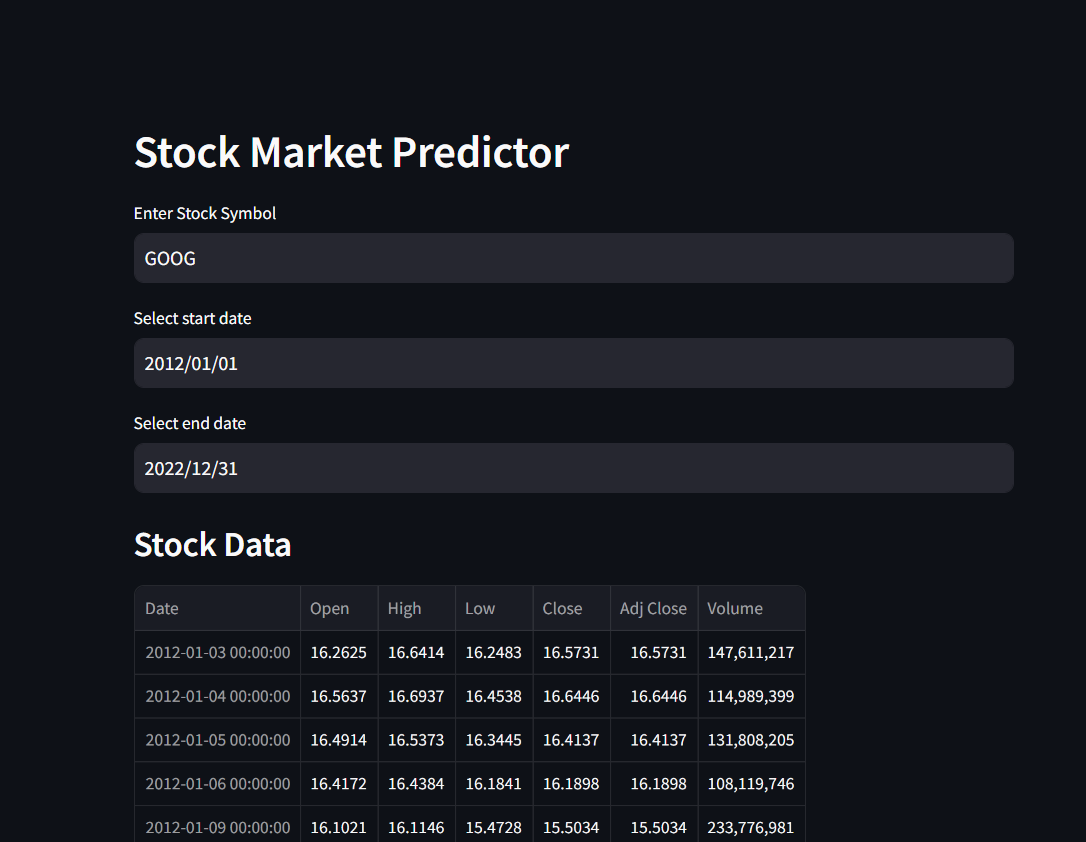 Stock Market Predictor
Enter Stock Symbol
GOOG
Select start date
2012/01/01
Select end date
2022/12/31
Stock Data
Date Open High Low Close Adj Close Volume
2012-01-03 00:00:00 16.2625 16.6414 16.2483 16.5731 16.5731 147,611,217
2012-01-04 00:00:00 16.5637 16.6937 16.4538 16.6446 16.6446 114,989,399
2012-01-05 00:00:00 16.4914 16.5373 16.3445 16.4137 16.4137 131,808,205
2012-01-06 00:00:00 16.4172 16.4384 16.1841 16.1898 16.1898 108,119,746
2012-01-09 00:00:00 16.1021 16.1146 15.4728 15.5034 15.5034 233,776,981